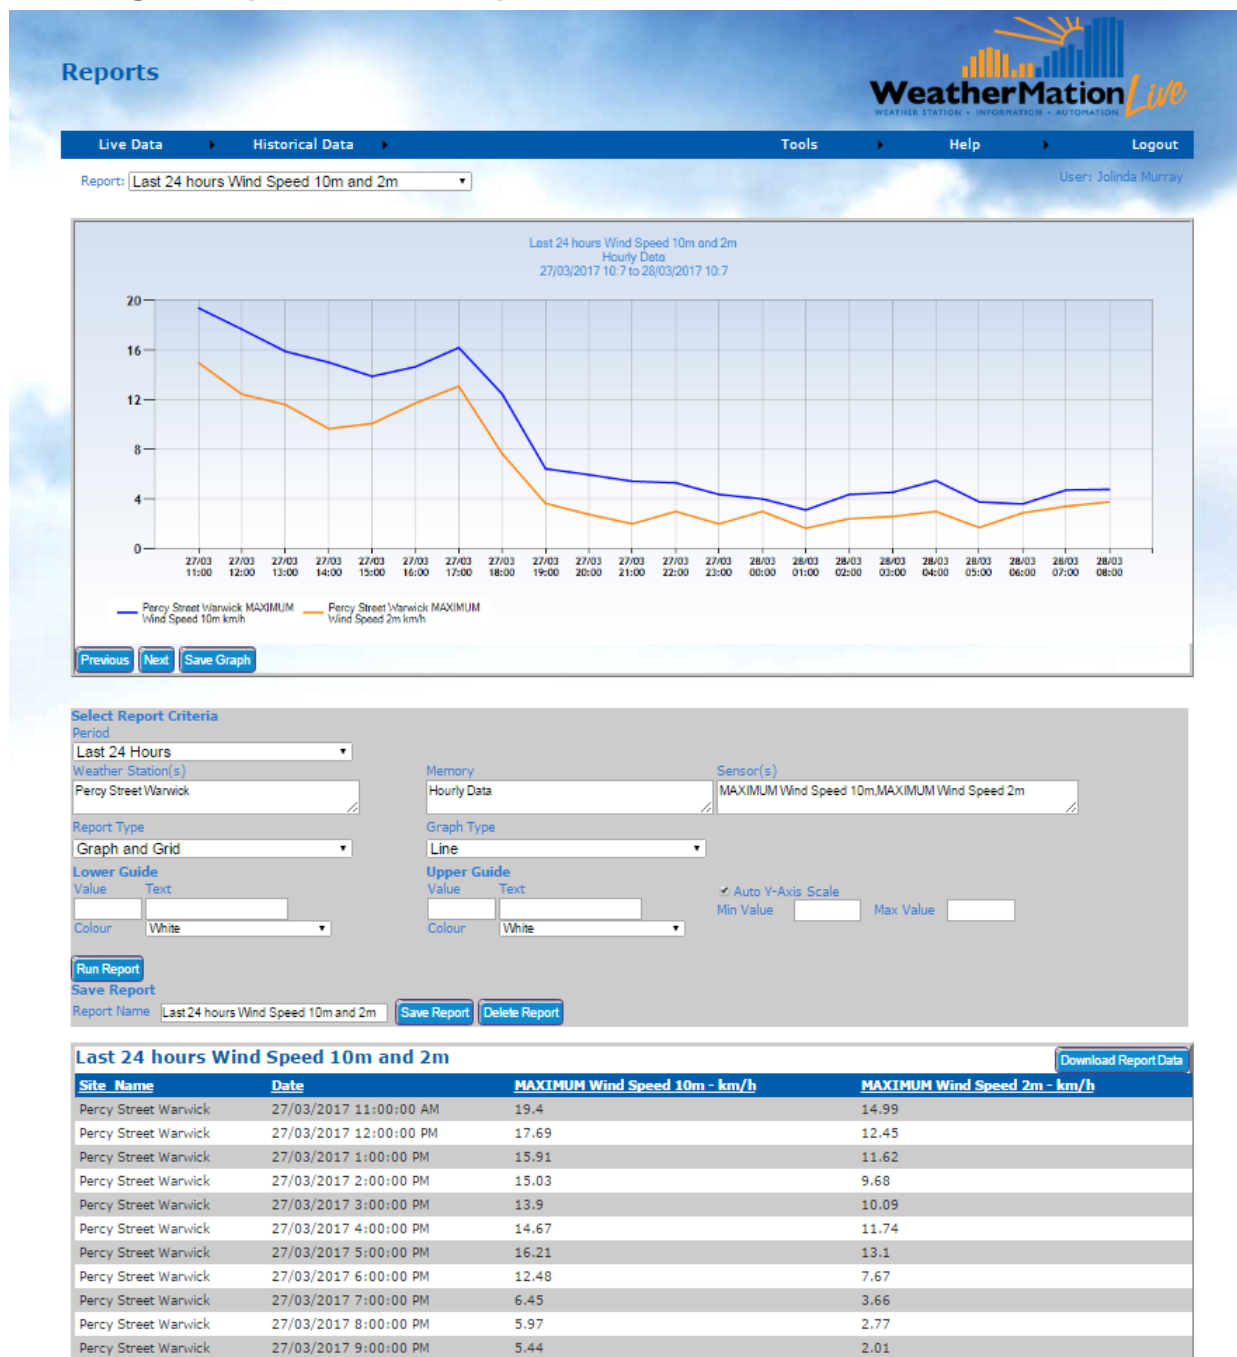 Reports
WeatherMation Live
WEATHER STATION • INFORMATION • AUTOMATION
Live Data Historical Data Tools Help Logout
Report: Last 24 hours Wind Speed 10m and 2m User: Jolinda Murray
Last 24 hours Wind Speed 10m and 2m
Hourly Data
27/03/2017 10:7 to 28/03/2017 10:7
20
16
12
8
4
0
27/03 27/03 27/03 27/03 27/03 27/03 27/03 27/03 27/03 27/03 27/03 27/03 27/03 28/03 28/03 28/03 28/03 28/03 28/03 28/03 28/03 28/03
11:00 12:00 13:00 14:00 15:00 16:00 17:00 18:00 19:00 20:00 21:00 22:00 23:00 00:00 01:00 02:00 03:00 04:00 05:00 06:00 07:00 08:00
Percy Street Warwick MAXIMUM Percy Street Warwick MAXIMUM
Wind Speed 10m km/h Wind Speed 2m km/h
Previous Next Save Graph
Select Report Criteria
Period
Last 24 Hours
Weather Station(s) Memory Sensor(s)
Percy Street Warwick Hourly Data MAXIMUM Wind Speed 10m,MAXIMUM Wind Speed 2m
Report Type Graph Type
Graph and Grid Line
Lower Guide Upper Guide
Value Text Value Text Auto Y-Axis Scale
Min Value Max Value
Colour White Colour White
Run Report
Save Report
Report Name Last 24 hours Wind Speed 10m and 2m Save Report Delete Report
Last 24 hours Wind Speed 10m and 2m Download Report Data
Site_Name Date MAXIMUM Wind Speed 10m - km/h MAXIMUM Wind Speed 2m - km/h
Percy Street Warwick 27/03/2017 11:00:00 AM 19.4 14.99
Percy Street Warwick 27/03/2017 12:00:00 PM 17.69 12.45
Percy Street Warwick 27/03/2017 1:00:00 PM 15.91 11.62
Percy Street Warwick 27/03/2017 2:00:00 PM 15.03 9.68
Percy Street Warwick 27/03/2017 3:00:00 PM 13.9 10.09
Percy Street Warwick 27/03/2017 4:00:00 PM 14.67 11.74
Percy Street Warwick 27/03/2017 5:00:00 PM 16.21 13.1
Percy Street Warwick 27/03/2017 6:00:00 PM 12.48 7.67
Percy Street Warwick 27/03/2017 7:00:00 PM 6.45 3.66
Percy Street Warwick 27/03/2017 8:00:00 PM 5.97 2.77
Percy Street Warwick 27/03/2017 9:00:00 PM 5.44 2.01